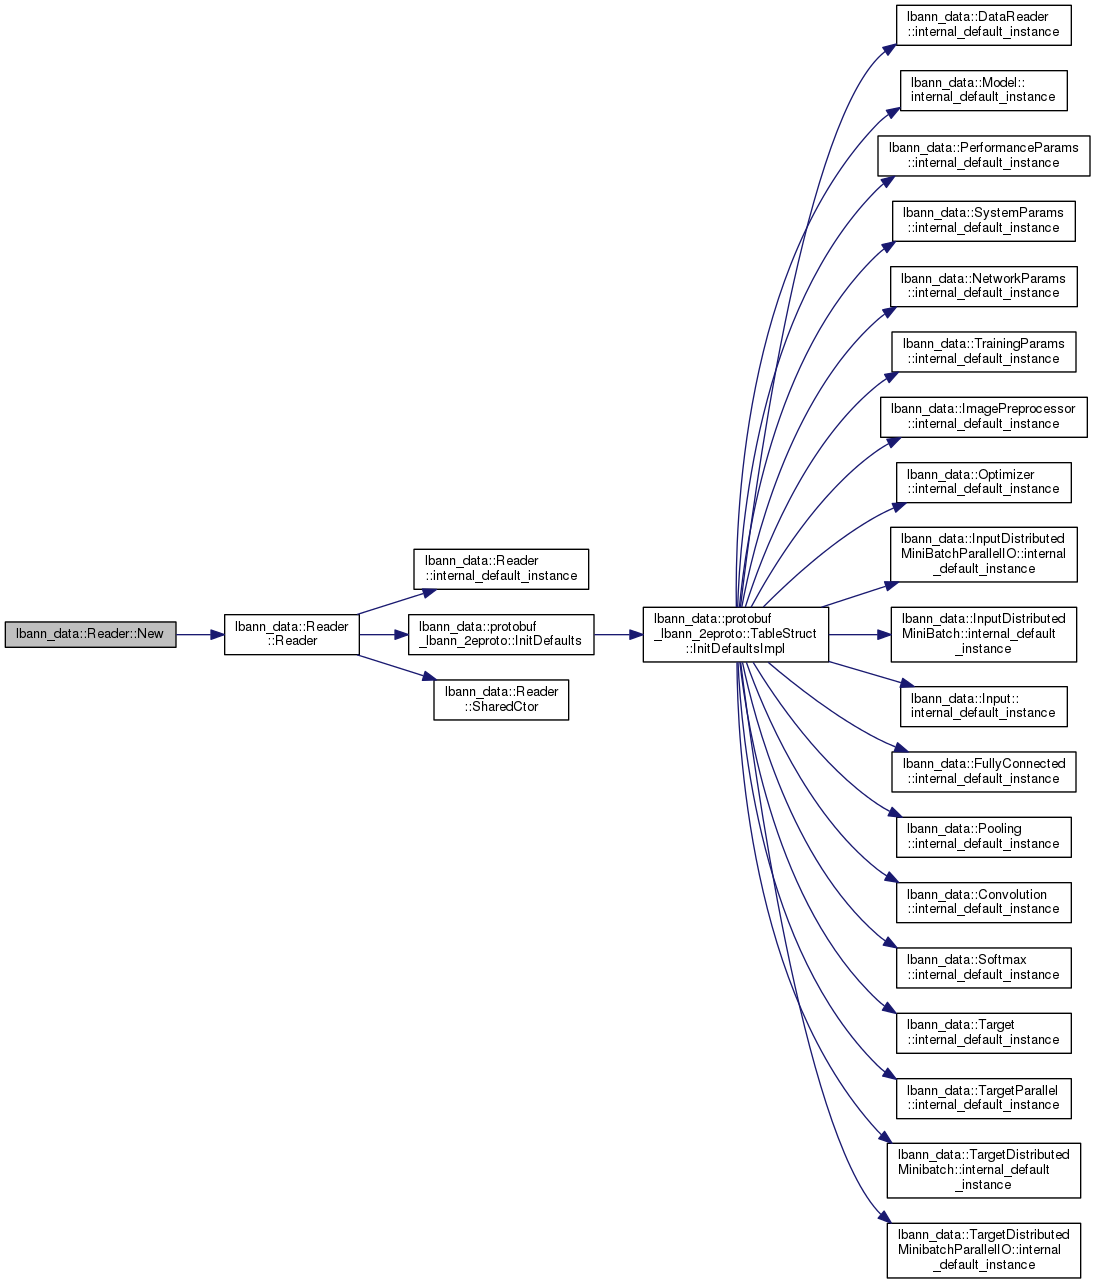 lbann_data::Reader::New
lbann_data::Reader
::Reader
lbann_data::Reader
::internal_default_instance
lbann_data::protobuf
_lbann_2eproto::InitDefaults
lbann_data::Reader
::SharedCtor
lbann_data::protobuf
_lbann_2eproto::TableStruct
::InitDefaultsImpl
lbann_data::DataReader
::internal_default_instance
lbann_data::Model::
internal_default_instance
lbann_data::PerformanceParams
::internal_default_instance
lbann_data::SystemParams
::internal_default_instance
lbann_data::NetworkParams
::internal_default_instance
lbann_data::TrainingParams
::internal_default_instance
lbann_data::ImagePreprocessor
::internal_default_instance
lbann_data::Optimizer
::internal_default_instance
lbann_data::InputDistributed
MiniBatchParallelIO::internal
_default_instance
lbann_data::InputDistributed
MiniBatch::internal_default
_instance
lbann_data::Input::
internal_default_instance
lbann_data::FullyConnected
::internal_default_instance
lbann_data::Pooling
::internal_default_instance
lbann_data::Convolution
::internal_default_instance
lbann_data::Softmax
::internal_default_instance
lbann_data::Target
::internal_default_instance
lbann_data::TargetParallel
::internal_default_instance
lbann_data::TargetDistributed
Minibatch::internal_default
_instance
lbann_data::TargetDistributed
MinibatchParallelIO::internal
_default_instance